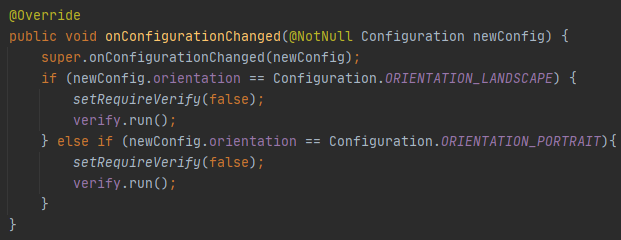 @Override
public void onConfigurationChanged(@NotNull Configuration newConfig) {
    super.onConfigurationChanged(newConfig);
    if (newConfig.orientation == Configuration.ORIENTATION_LANDSCAPE) {
        setRequireVerify(false);
        verify.run();
    } else if (newConfig.orientation == Configuration.ORIENTATION_PORTRAIT){
        setRequireVerify(false);
        verify.run();
    }
}